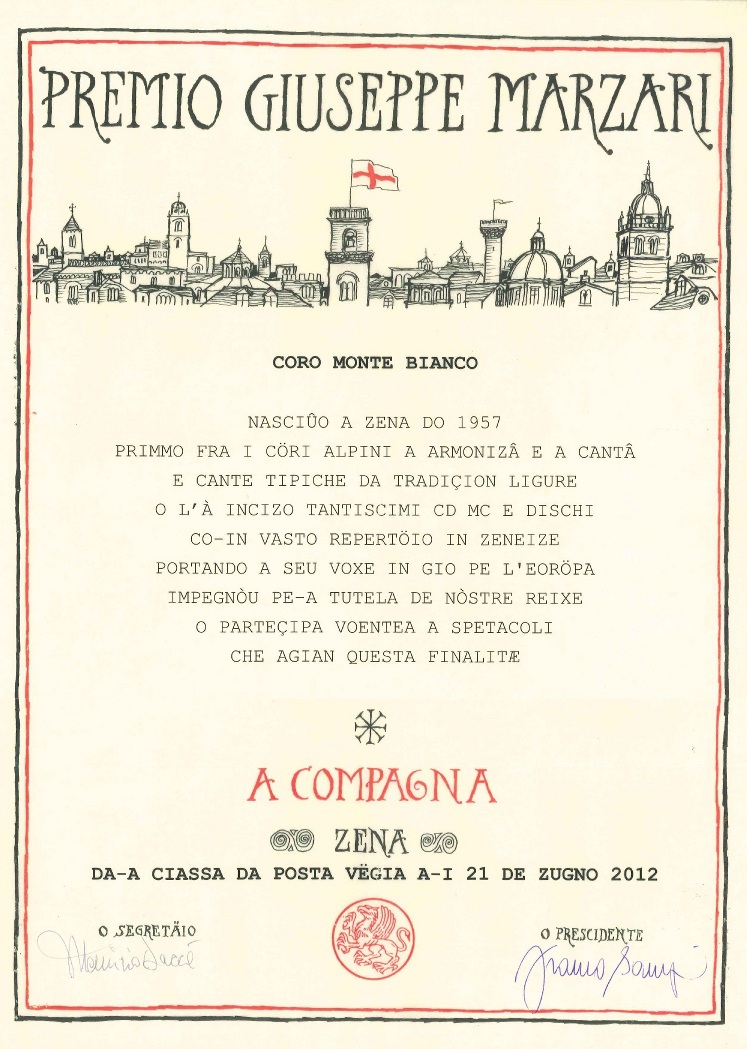 PREMIO GIUSEPPE MARZARI
CORO MONTE BIANCO
NASCIÛO A ZENA DO 1957
PRIMMO FRA I CÖRI ALPINI A ARMONIZÂ E A CANTÂ
E CANTE TIPICHE DA TRADIÇION LIGURE
O L'À INCIZO TANTISCIMI CD MC E DISCHI
CO-IN VASTO REPERTÖIO IN ZENEIZE
PORTANDO A SEU VOXE IN GIO PE L'EORÖPA
IMPEGNÒU PE-A TUTELA DE NÒSTRE REIXE
O PARTEÇIPA VOENTEA A SPETACOLI
CHE AGIAN QUESTA FINALITÆ
A COMPAGNA
ZENA
DA-A CIASSA DA POSTA VËGIA A-I 21 DE ZUGNO 2012
O SEGRETÄIO
O PRESCIDENTE